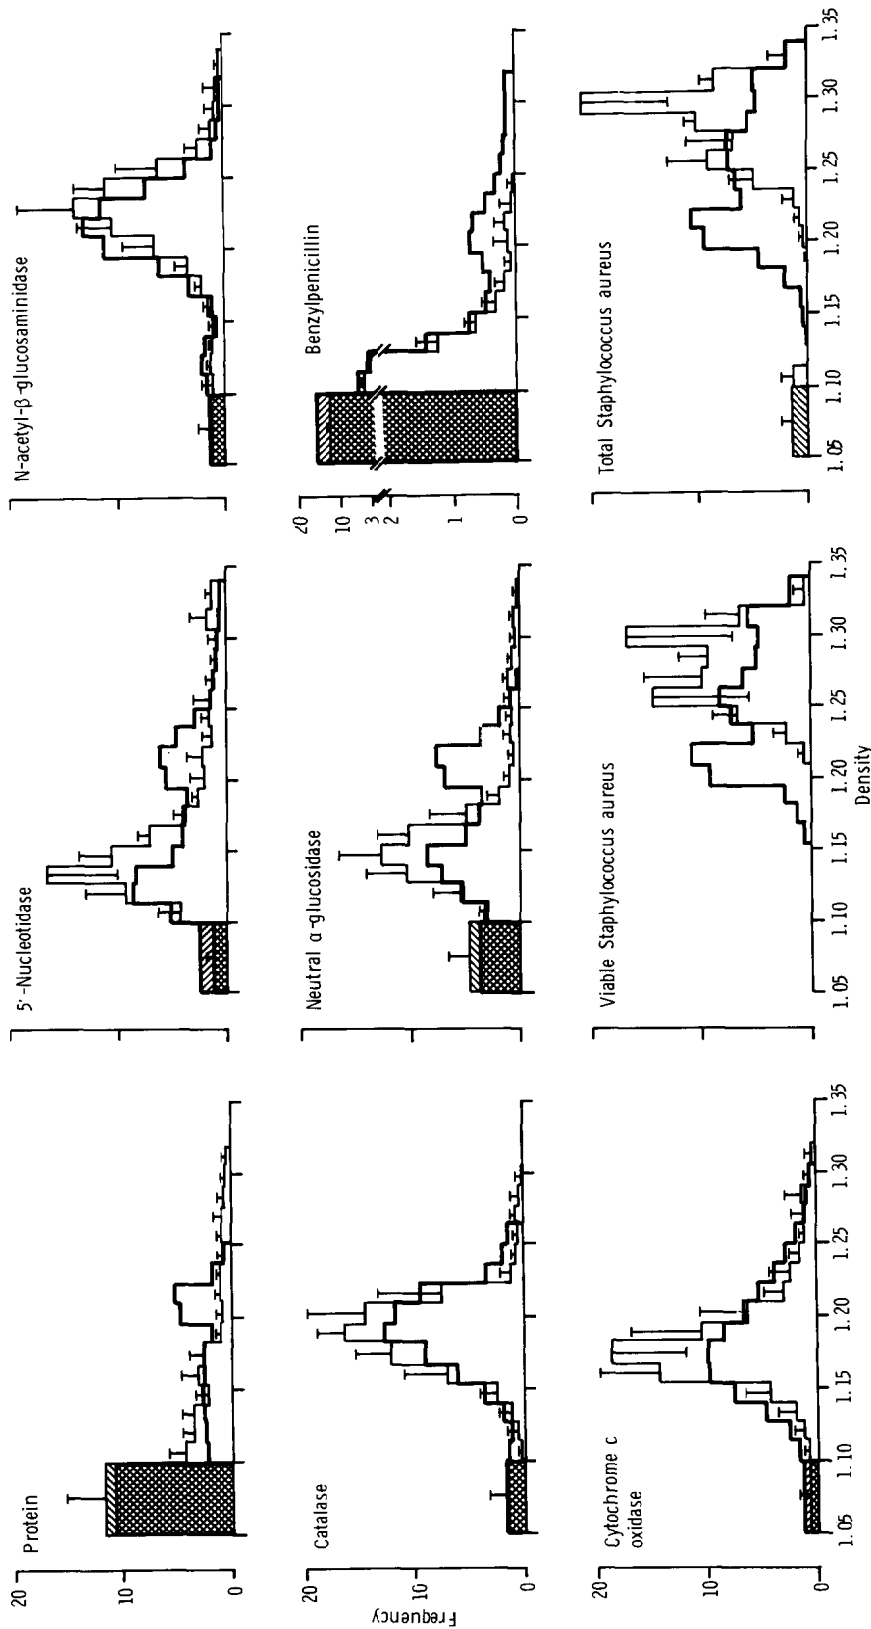 Protein
5'-Nucleotidase
N-acetyl-β-glucosaminidase
20
10
0
Catalase
Neutral α-glucosidase
Benzylpenicillin
Frequency
20
10
0
20
10
3
2
1
0
Cytochrome c
oxidase
Viable Staphylococcus aureus
Total Staphylococcus aureus
20
10
0
1.05 1.10 1.15 1.20 1.25 1.30 1.35
1.05 1.10 1.15 1.20 1.25 1.30 1.35
1.05 1.10 1.15 1.20 1.25 1.30 1.35
Density